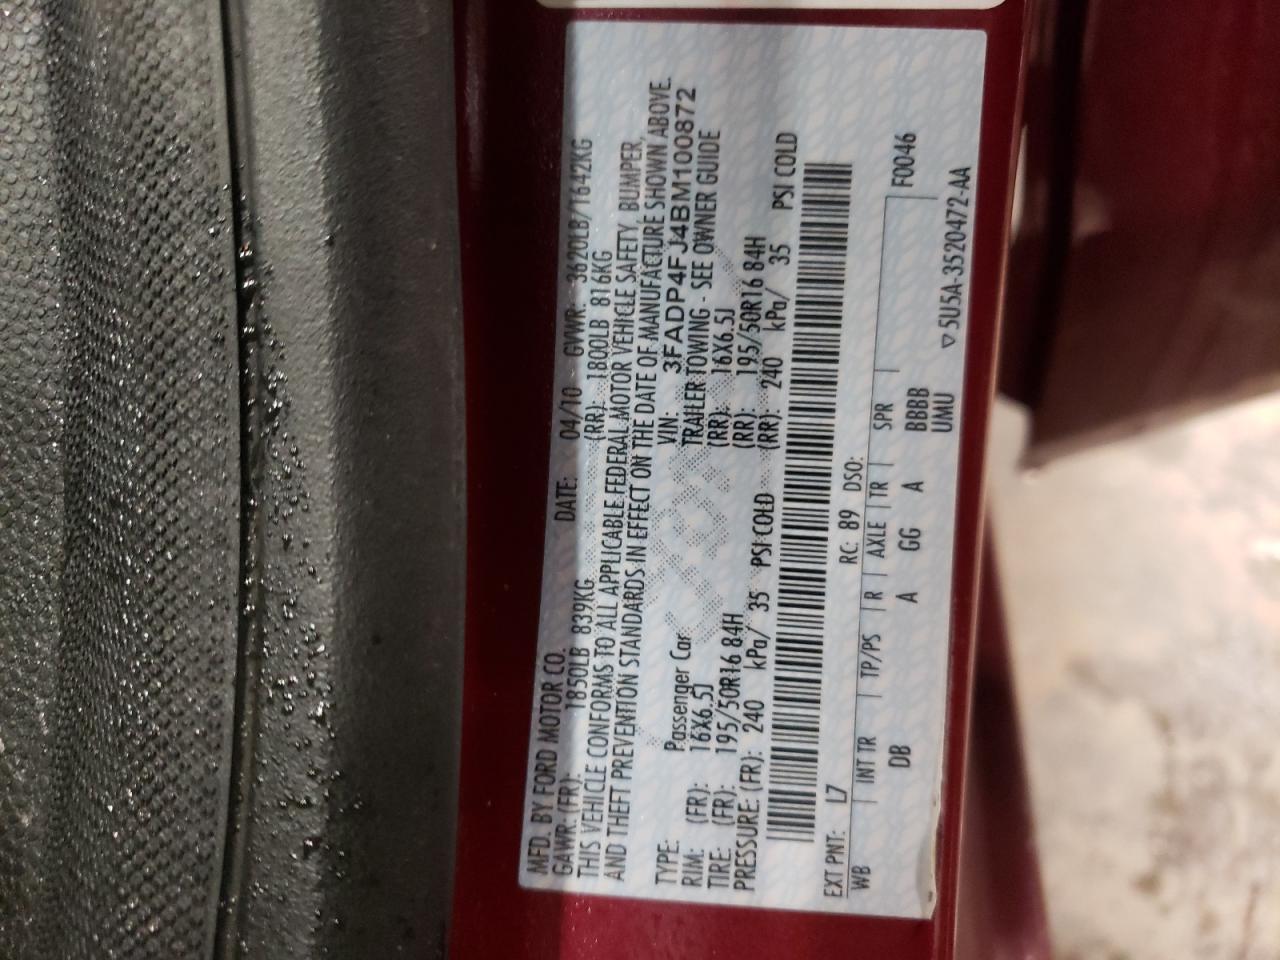 MFD. BY FORD MOTOR CO. DATE: 04/10 GVWR: 3620LB/1642KG
GAWR: (FR): 1850LB 839KG (RR): 1800LB 816KG
THIS VEHICLE CONFORMS TO ALL APPLICABLE FEDERAL MOTOR VEHICLE SAFETY, BUMPER,
AND THEFT PREVENTION STANDARDS IN EFFECT ON THE DATE OF MANUFACTURE SHOWN ABOVE.
VIN: 3FADP4FJ4BM100872
TYPE: Passenger Car TRAILER TOWING - SEE OWNER GUIDE
RIM: (FR): 16X6.5J (RR): 16X6.5J
TIRE: (FR): 195/50R16 84H (RR): 195/50R16 84H
PRESSURE: (FR): 240 kPa/ 35 PSI COLD (RR): 240 kPa/ 35 PSI COLD
EXT PNT: L7 RC: 89 DSO:
WB INT TR TP/PS R AXLE TR SPR F0046
DB A GG A BBBB
UMU ▽5U5A-3520472-AA